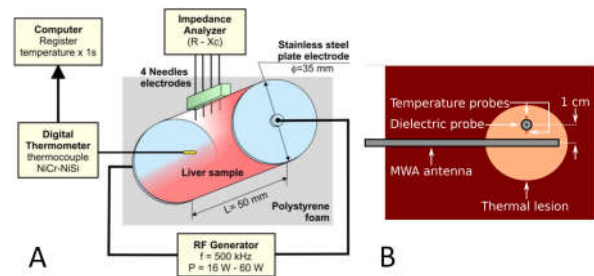 Computer
Register
temperature x 1s
Impedance
Analyzer
(R - Xc)
4 Needles
electrodes
Stainless steel
plate electrode
ϕ=35 mm
Digital
Thermometer
thermocouple
NiCr-NiSi
Liver sample
L= 50 mm
Polystyrene
foam
RF Generator
f = 500 kHz
P = 16 W - 60 W
A
Temperature probes
1 cm
Dielectric probe
MWA antenna
Thermal lesion
B